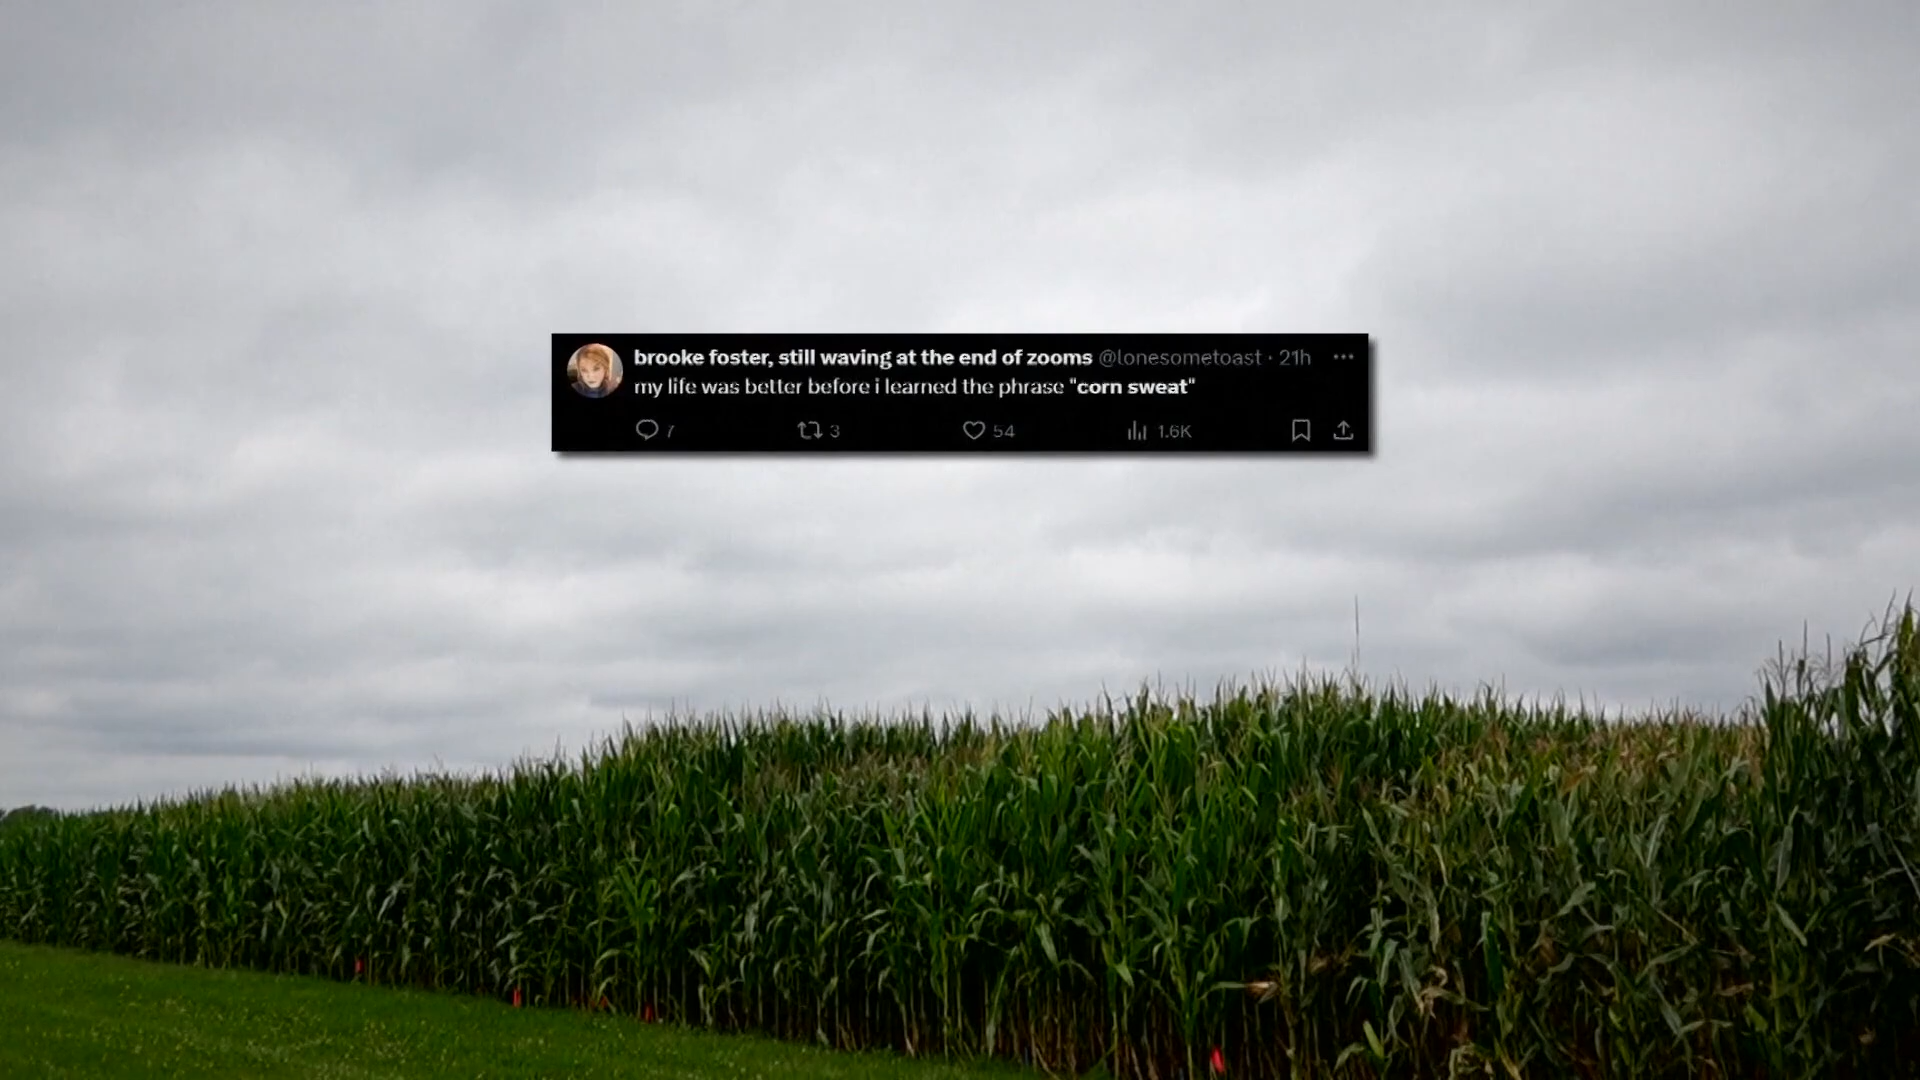 brooke foster, still waving at the end of zooms @lonesometoast · 21h
my life was better before i learned the phrase "corn sweat"
7 3 54 1.6K